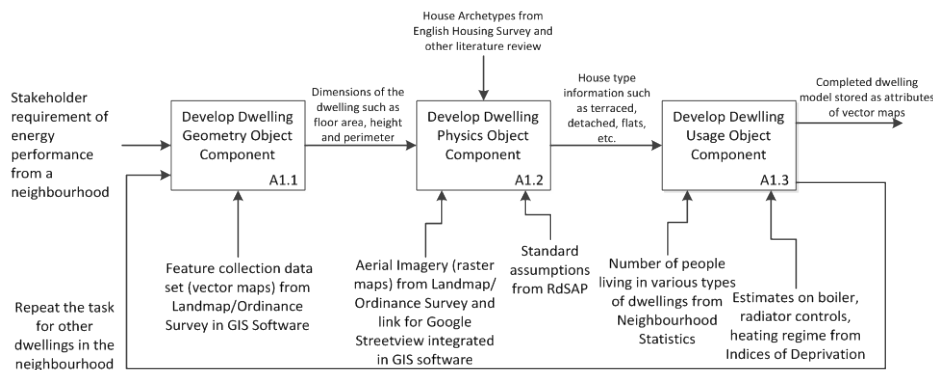 House Archetypes from
English Housing Survey and
other literature review
Stakeholder
requirement of
energy
performance
from a
neighbourhood
Develop Dwelling
Geometry Object
Component
A1.1
Dimensions of the
dwelling such as
floor area, height
and perimeter
Develop Dwelling
Physics Object
Component
A1.2
House type
information such
as terraced,
detached, flats,
etc.
Develop Dewlling
Usage Object
Component
A1.3
Completed dwelling
model stored as attributes
of vector maps
Feature collection data
set (vector maps) from
Landmap/Ordinance
Survey in GIS Software
Aerial Imagery (raster
maps) from Landmap/
Ordinance Survey and
link for Google
Streetview integrated
in GIS software
Standard
assumptions
from RdSAP
Number of people
living in various types
of dwellings from
Neighbourhood
Statistics
Estimates on boiler,
radiator controls,
heating regime from
Indices of Deprivation
Repeat the task
for other
dwellings in the
neighbourhood